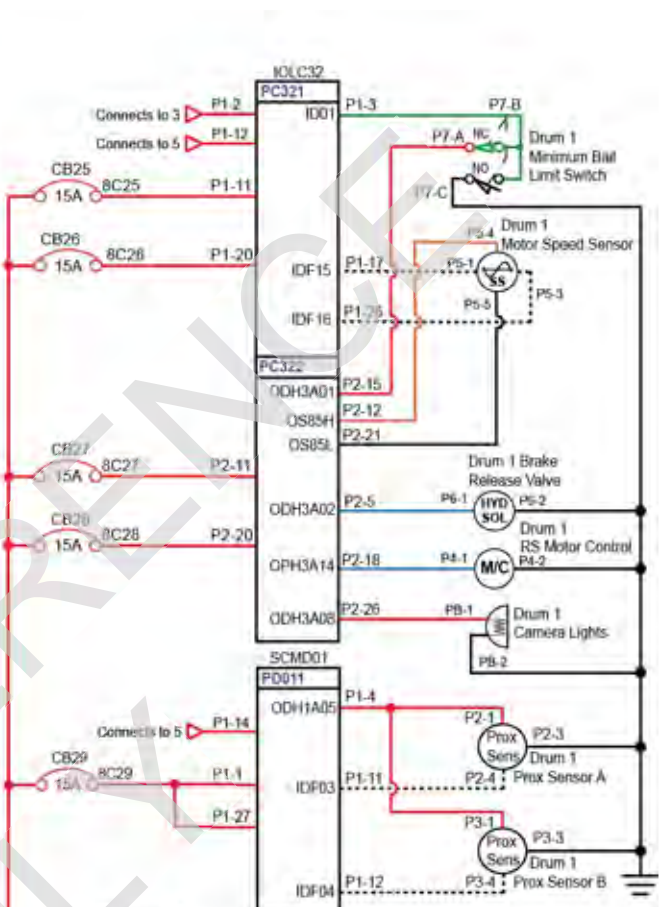 IOLC32
PC321
Connects to 3 P1-2
ID01 P1-3 P7-B
Connects to 5 P1-12
P7-A NC
Drum 1
Minimum Bail
Limit Switch
CB25
15A 8C25 P1-11
NO
P7-C
P5-4 Drum 1
Motor Speed Sensor
CB26
15A 8C26 P1-20
IDF15 P1-17 P5-1
SS
P5-5 P5-3
IDF16 P1-26
PC322
ODH3A01 P2-15
OS85H P2-12
OS85L P2-21
CB27
15A 8C27 P2-11
Drum 1 Brake
Release Valve
ODH3A02 P2-5 P6-1 HYD SOL P6-2
CB28
15A 8C28 P2-20
Drum 1
RS Motor Control
OPH3A14 P2-18 P4-1 M/C P4-2
ODH3A08 P2-26 P8-1
Drum 1
Camera Lights
P8-2
SCMD01
PD011
ODH1A05 P1-4
Connects to 5 P1-14
P2-1
Prox Sens P2-3
Drum 1
Prox Sensor A
CB29
15A 8C29 P1-1
IDF03 P1-11 P2-4
P1-27
P3-1
Prox Sens P3-3
Drum 1
Prox Sensor B
IDF04 P1-12 P3-4